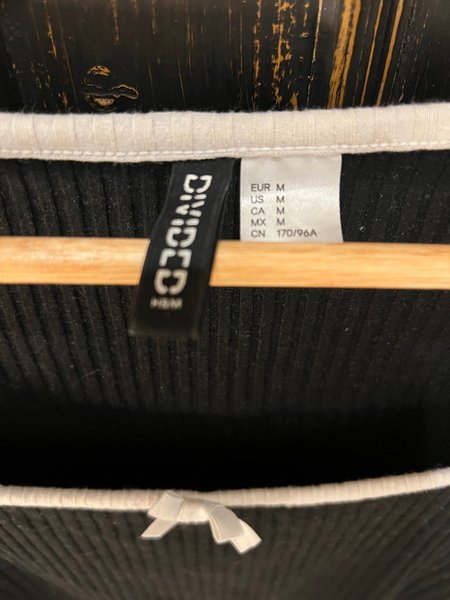 DIVIDED
H&M
EUR M
US M
CA M
MX M
CN 170/96A